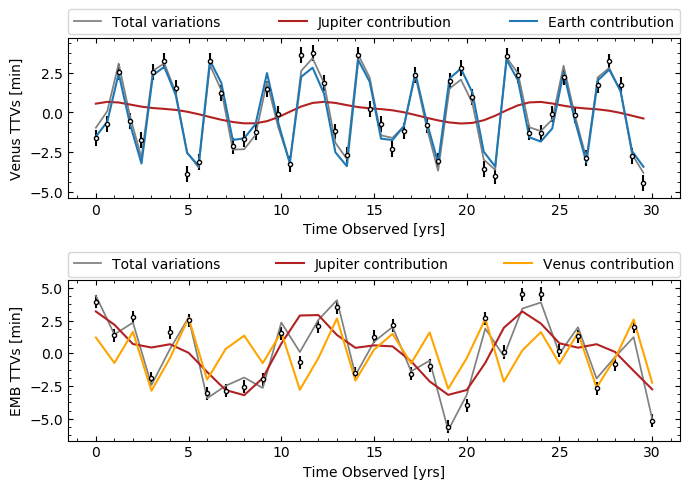 Total variations Jupiter contribution Earth contribution
2.5
0.0
−2.5
−5.0
Venus TTVs [min]
0 5 10 15 20 25 30
Time Observed [yrs]
Total variations Jupiter contribution Venus contribution
5.0
2.5
0.0
−2.5
−5.0
EMB TTVs [min]
0 5 10 15 20 25 30
Time Observed [yrs]